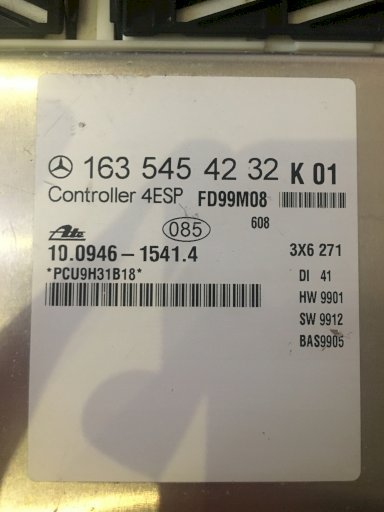 163 545 42 32 K 01
Controller 4ESP FD99M08
608
Ate 085
10.0946-1541.4 3X6 271
*PCU9H31B18*
DI 41
HW 9901
SW 9912
BAS9905